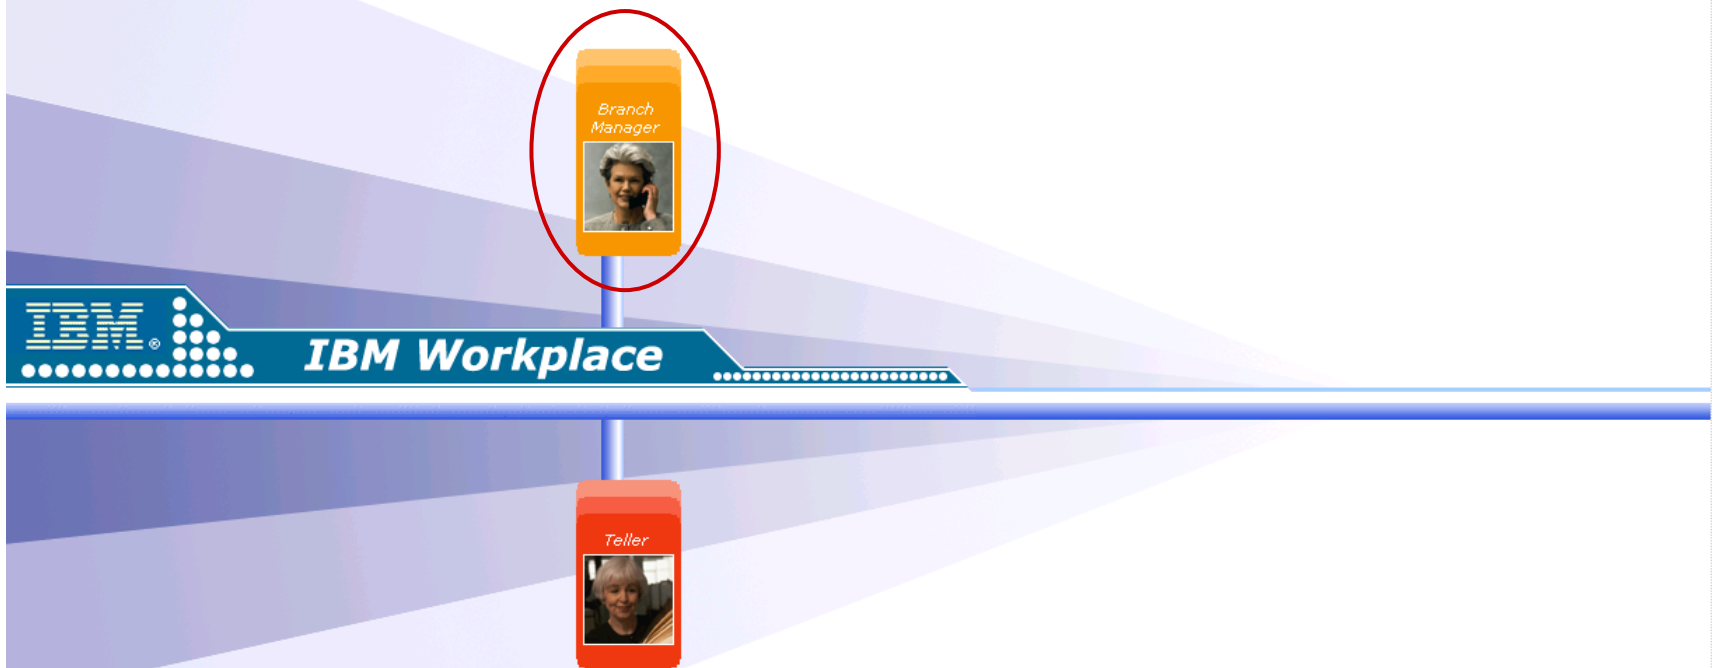 Branch
Manager
IBM®
IBM Workplace
Teller